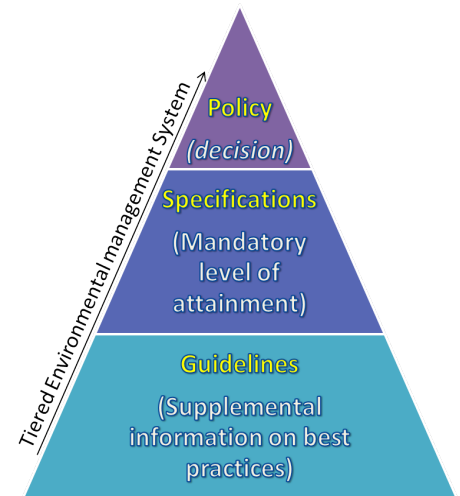 Tiered Environmental management System
Policy
(decision)
Specifications
(Mandatory
level of
attainment)
Guidelines
(Supplemental
information on best
practices)